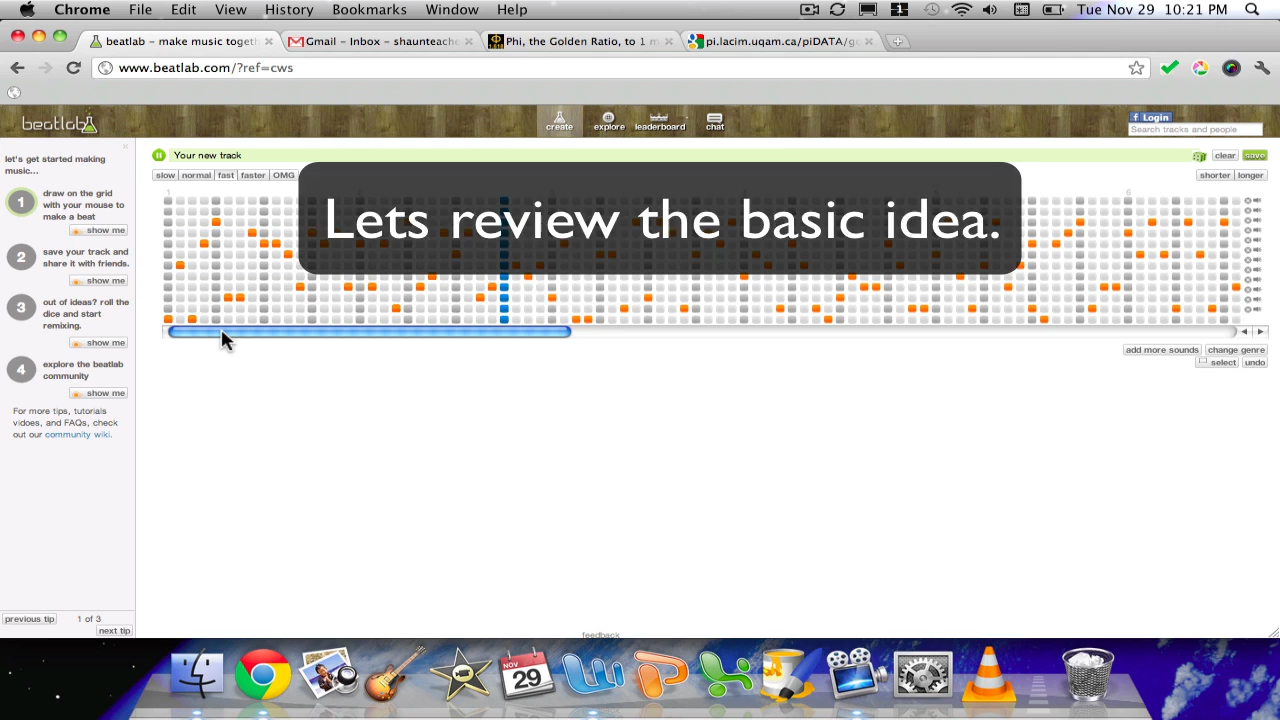 Chrome File Edit View History Bookmarks Window Help Tue Nov 29 10:21 PM
beatlab - make music togeth Gmail - Inbox - shaunteache Phi, the Golden Ratio, to 1 m pi.lacim.uqam.ca/piDATA/g
www.beatlab.com/?ref=cws
beatlab create explore leaderboard chat f Login
Search tracks and people
let's get started making
music...
1 draw on the grid
with your mouse to
make a beat
show me
2 save your track and
share it with friends.
show me
3 out of ideas? roll the
dice and start
remixing.
show me
4 explore the beatlab
community
show me
For more tips, tutorials
vidoes, and FAQs, check
out our community wiki.
previous tip 1 of 3
next tip
Your new track clear save
slow normal fast faster OMG shorter longer
1 6
Lets review the basic idea.
add more sounds change genre
select undo
feedback
NOV
29